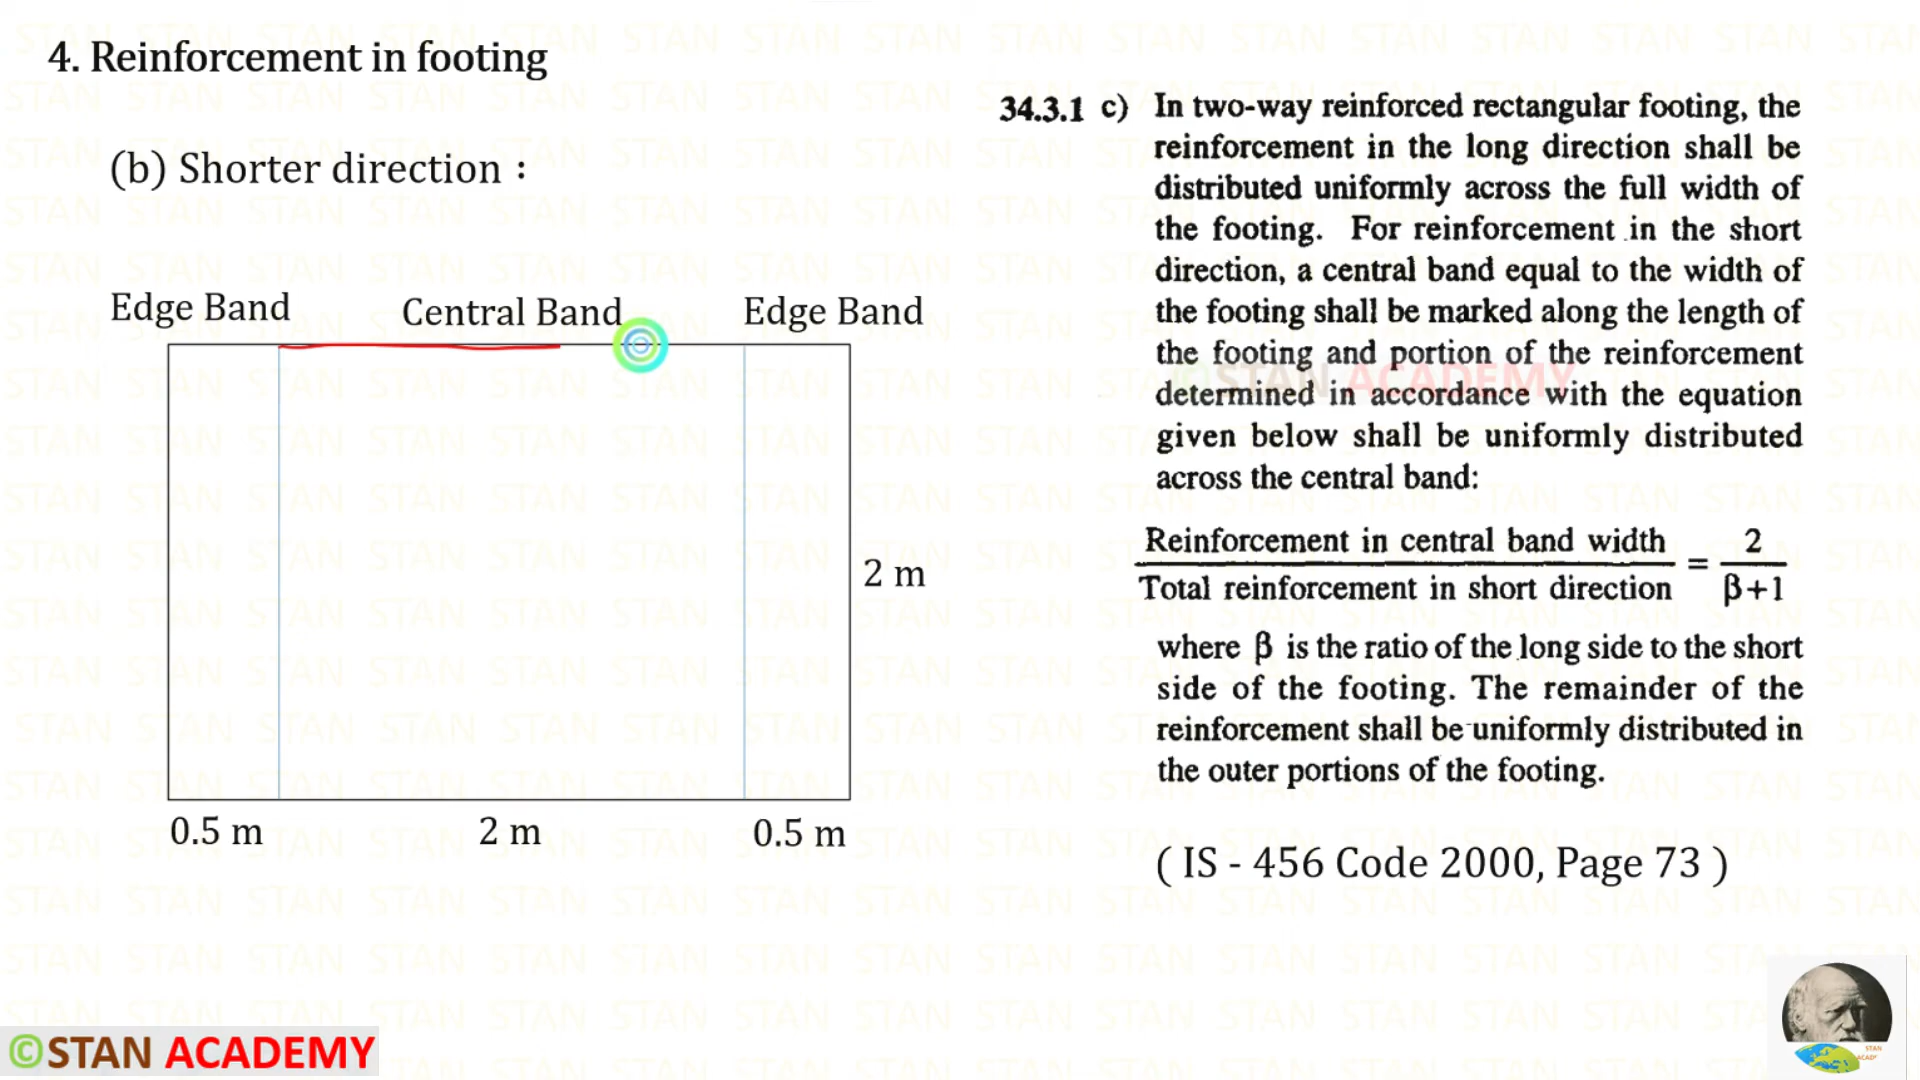 4. Reinforcement in footing
(b) Shorter direction :
Edge Band
Central Band
Edge Band
2 m
0.5 m
2 m
0.5 m
34.3.1 c) In two-way reinforced rectangular footing, the
reinforcement in the long direction shall be
distributed uniformly across the full width of
the footing. For reinforcement in the short
direction, a central band equal to the width of
the footing shall be marked along the length of
the footing and portion of the reinforcement
determined in accordance with the equation
given below shall be uniformly distributed
across the central band:
Reinforcement in central band width / Total reinforcement in short direction = 2 / β+1
where β is the ratio of the long side to the short
side of the footing. The remainder of the
reinforcement shall be uniformly distributed in
the outer portions of the footing.
( IS - 456 Code 2000, Page 73 )
©STAN ACADEMY
©STAN ACADEMY